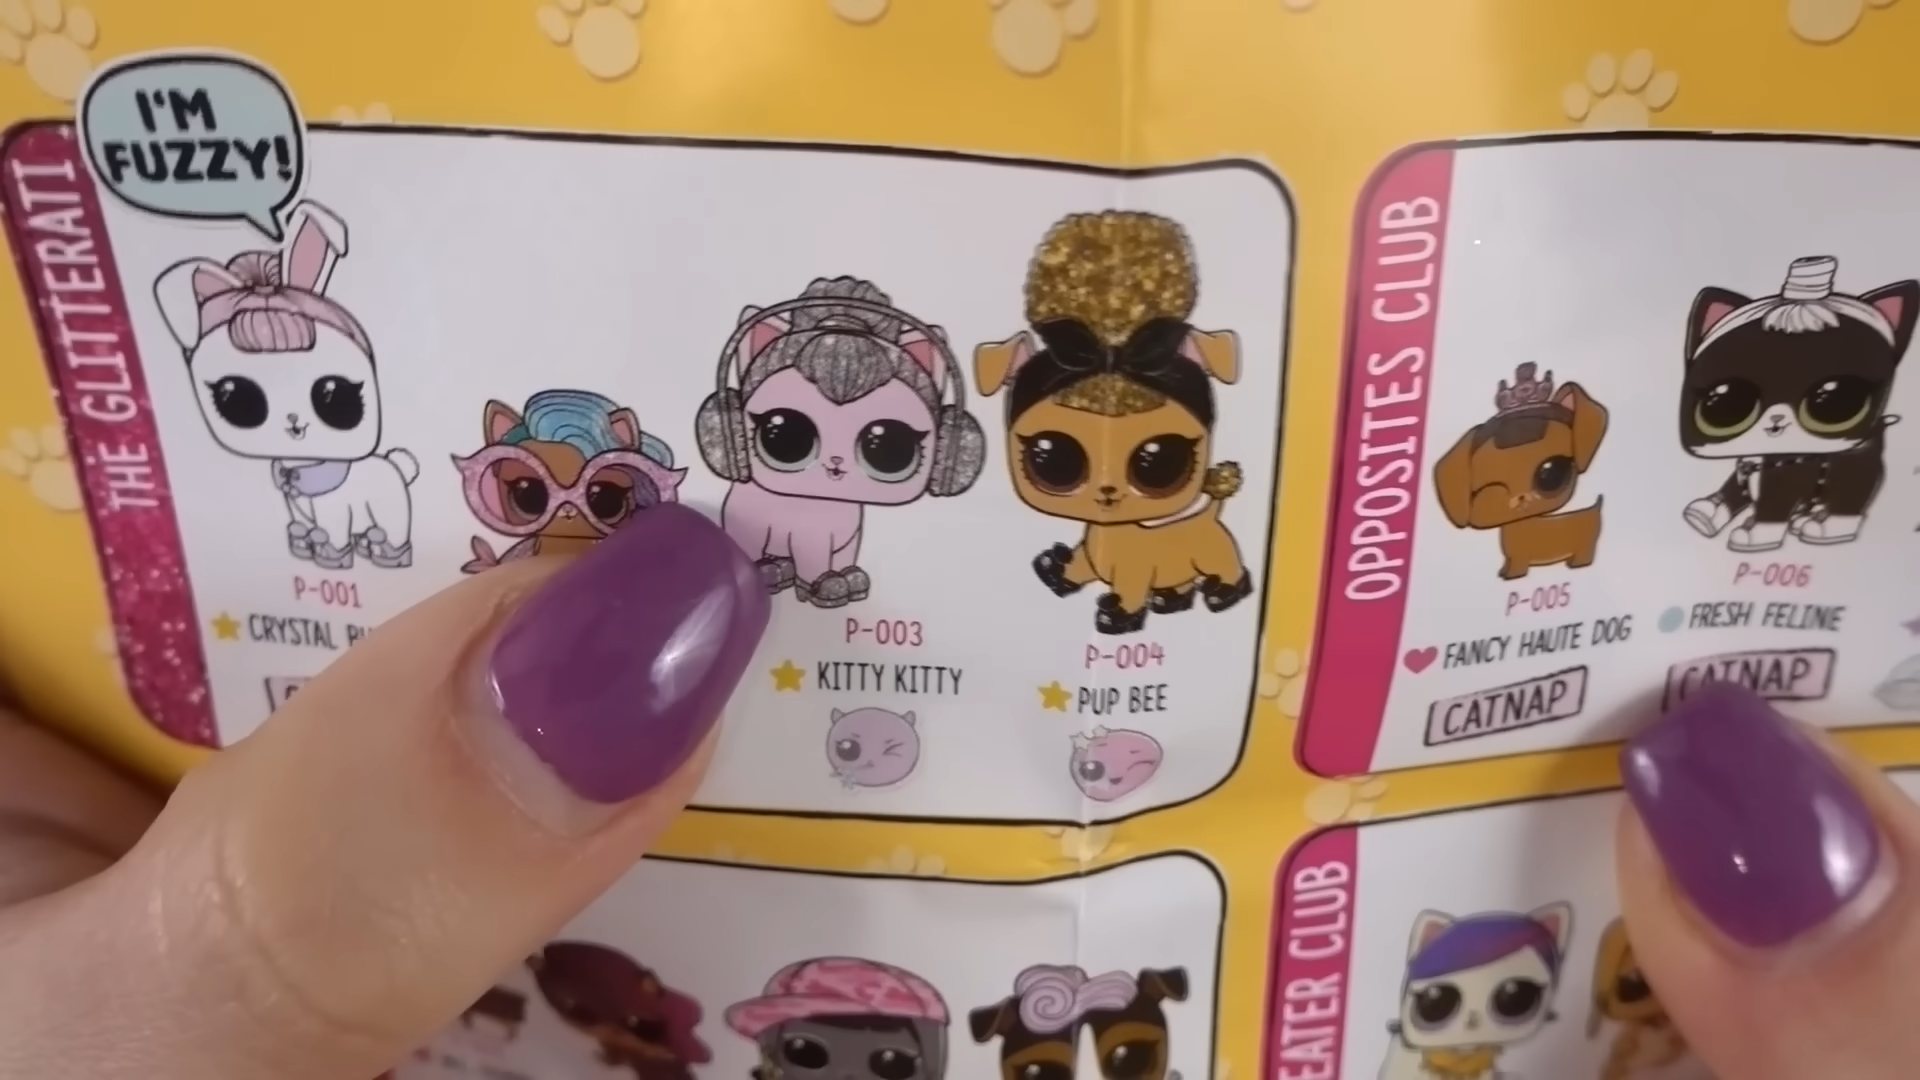 I'M
FUZZY!
THE GLITTERATI
P-001
CRYSTAL
P-003
KITTY KITTY
P-004
PUP BEE
OPPOSITES CLUB
P-005
FANCY HAUTE DOG
CATNAP
P-006
FRESH FELINE
CATNAP
EATER CLUB